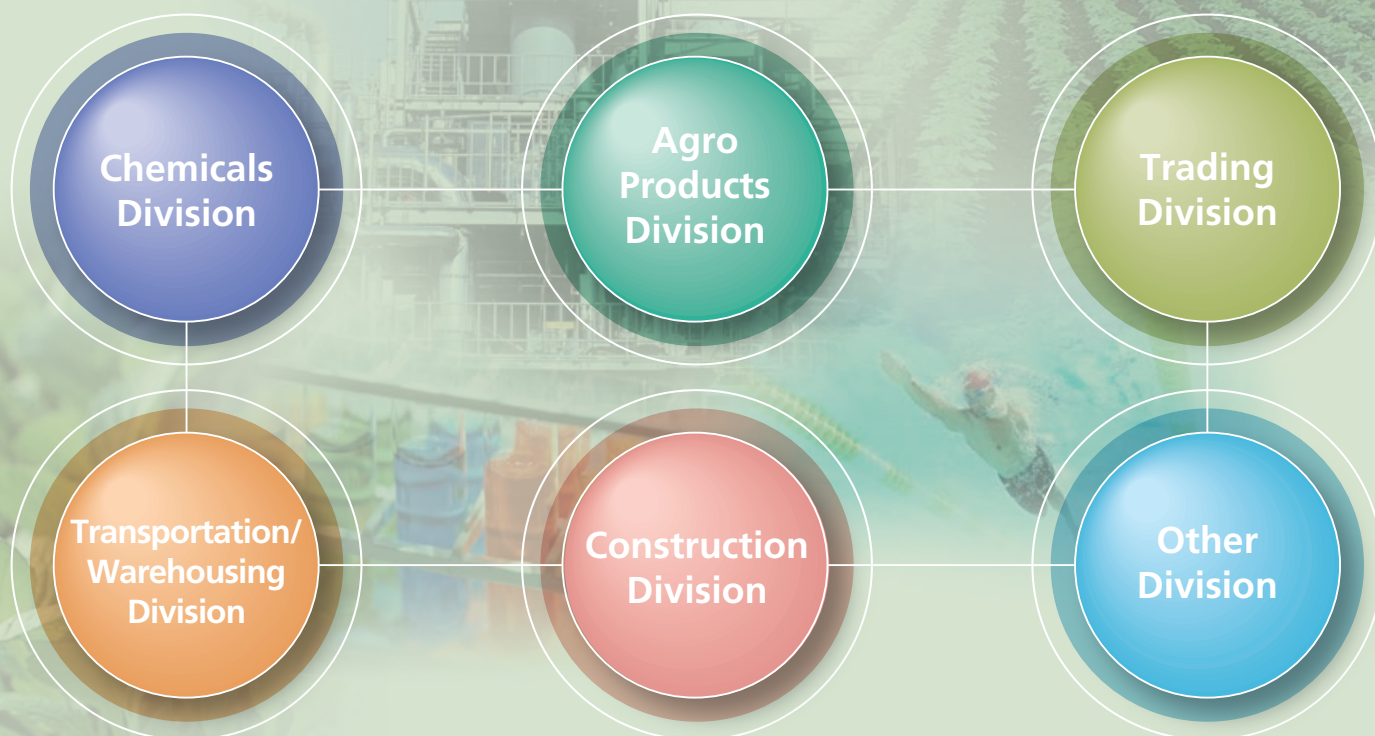 Chemicals
Division
Agro
Products
Division
Trading
Division
Transportation/
Warehousing
Division
Construction
Division
Other
Division